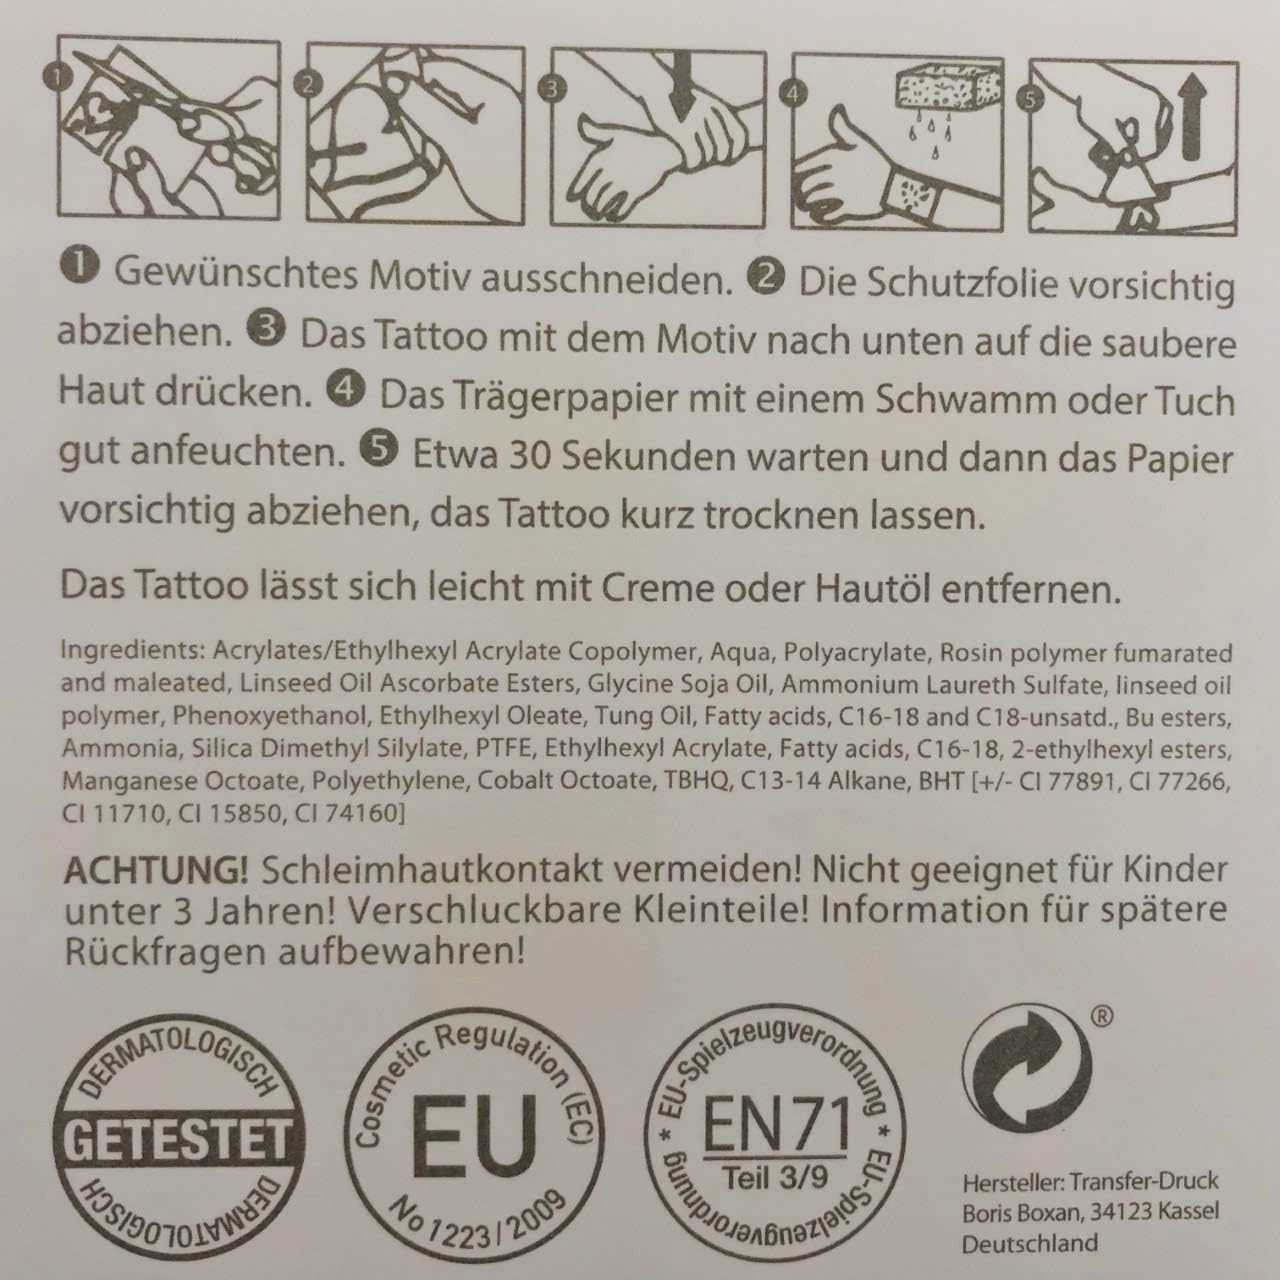 1 2 3 4 5
❶ Gewünschtes Motiv ausschneiden. ❷ Die Schutzfolie vorsichtig
abziehen. ❸ Das Tattoo mit dem Motiv nach unten auf die saubere
Haut drücken. ❹ Das Trägerpapier mit einem Schwamm oder Tuch
gut anfeuchten. ❺ Etwa 30 Sekunden warten und dann das Papier
vorsichtig abziehen, das Tattoo kurz trocknen lassen.
Das Tattoo lässt sich leicht mit Creme oder Hautöl entfernen.
Ingredients: Acrylates/Ethylhexyl Acrylate Copolymer, Aqua, Polyacrylate, Rosin polymer fumarated
and maleated, Linseed Oil Ascorbate Esters, Glycine Soja Oil, Ammonium Laureth Sulfate, linseed oil
polymer, Phenoxyethanol, Ethylhexyl Oleate, Tung Oil, Fatty acids, C16-18 and C18-unsatd., Bu esters,
Ammonia, Silica Dimethyl Silylate, PTFE, Ethylhexyl Acrylate, Fatty acids, C16-18, 2-ethylhexyl esters,
Manganese Octoate, Polyethylene, Cobalt Octoate, TBHQ, C13-14 Alkane, BHT [+/- CI 77891, CI 77266,
CI 11710, CI 15850, CI 74160]
ACHTUNG! Schleimhautkontakt vermeiden! Nicht geeignet für Kinder
unter 3 Jahren! Verschluckbare Kleinteile! Information für spätere
Rückfragen aufbewahren!
DERMATOLOGISCH
GETESTET
DERMATOLOGISCH
Cosmetic Regulation (EC)
EU
No 1223/2009
* EU-Spielzeugverordnung *
EN 71
Teil 3/9
EU-Spielzeugverordnung
®
Hersteller: Transfer-Druck
Boris Boxan, 34123 Kassel
Deutschland